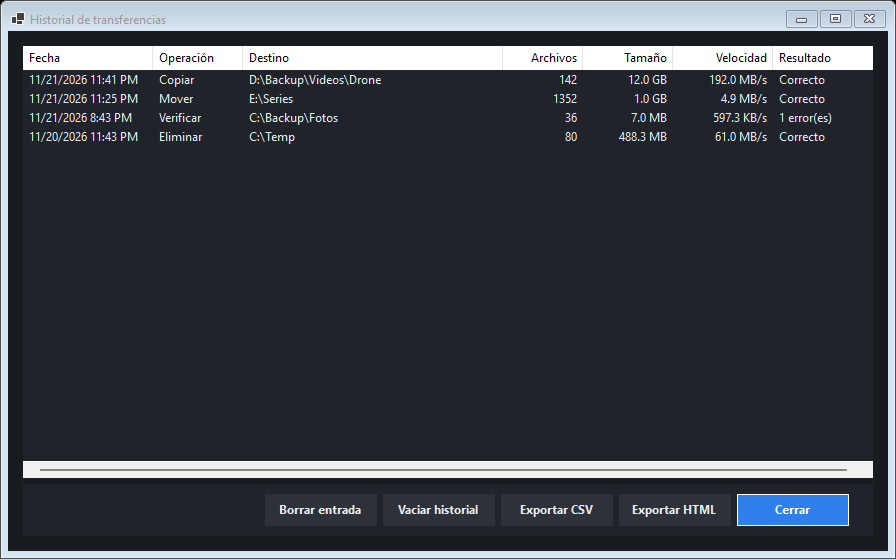 Historial de transferencias
Fecha Operación Destino Archivos Tamaño Velocidad Resultado
11/21/2026 11:41 PM Copiar D:\Backup\Videos\Drone 142 12.0 GB 192.0 MB/s Correcto
11/21/2026 11:25 PM Mover E:\Series 1352 1.0 GB 4.9 MB/s Correcto
11/21/2026 8:43 PM Verificar C:\Backup\Fotos 36 7.0 MB 597.3 KB/s 1 error(es)
11/20/2026 11:43 PM Eliminar C:\Temp 80 488.3 MB 61.0 MB/s Correcto
Borrar entrada Vaciar historial Exportar CSV Exportar HTML Cerrar